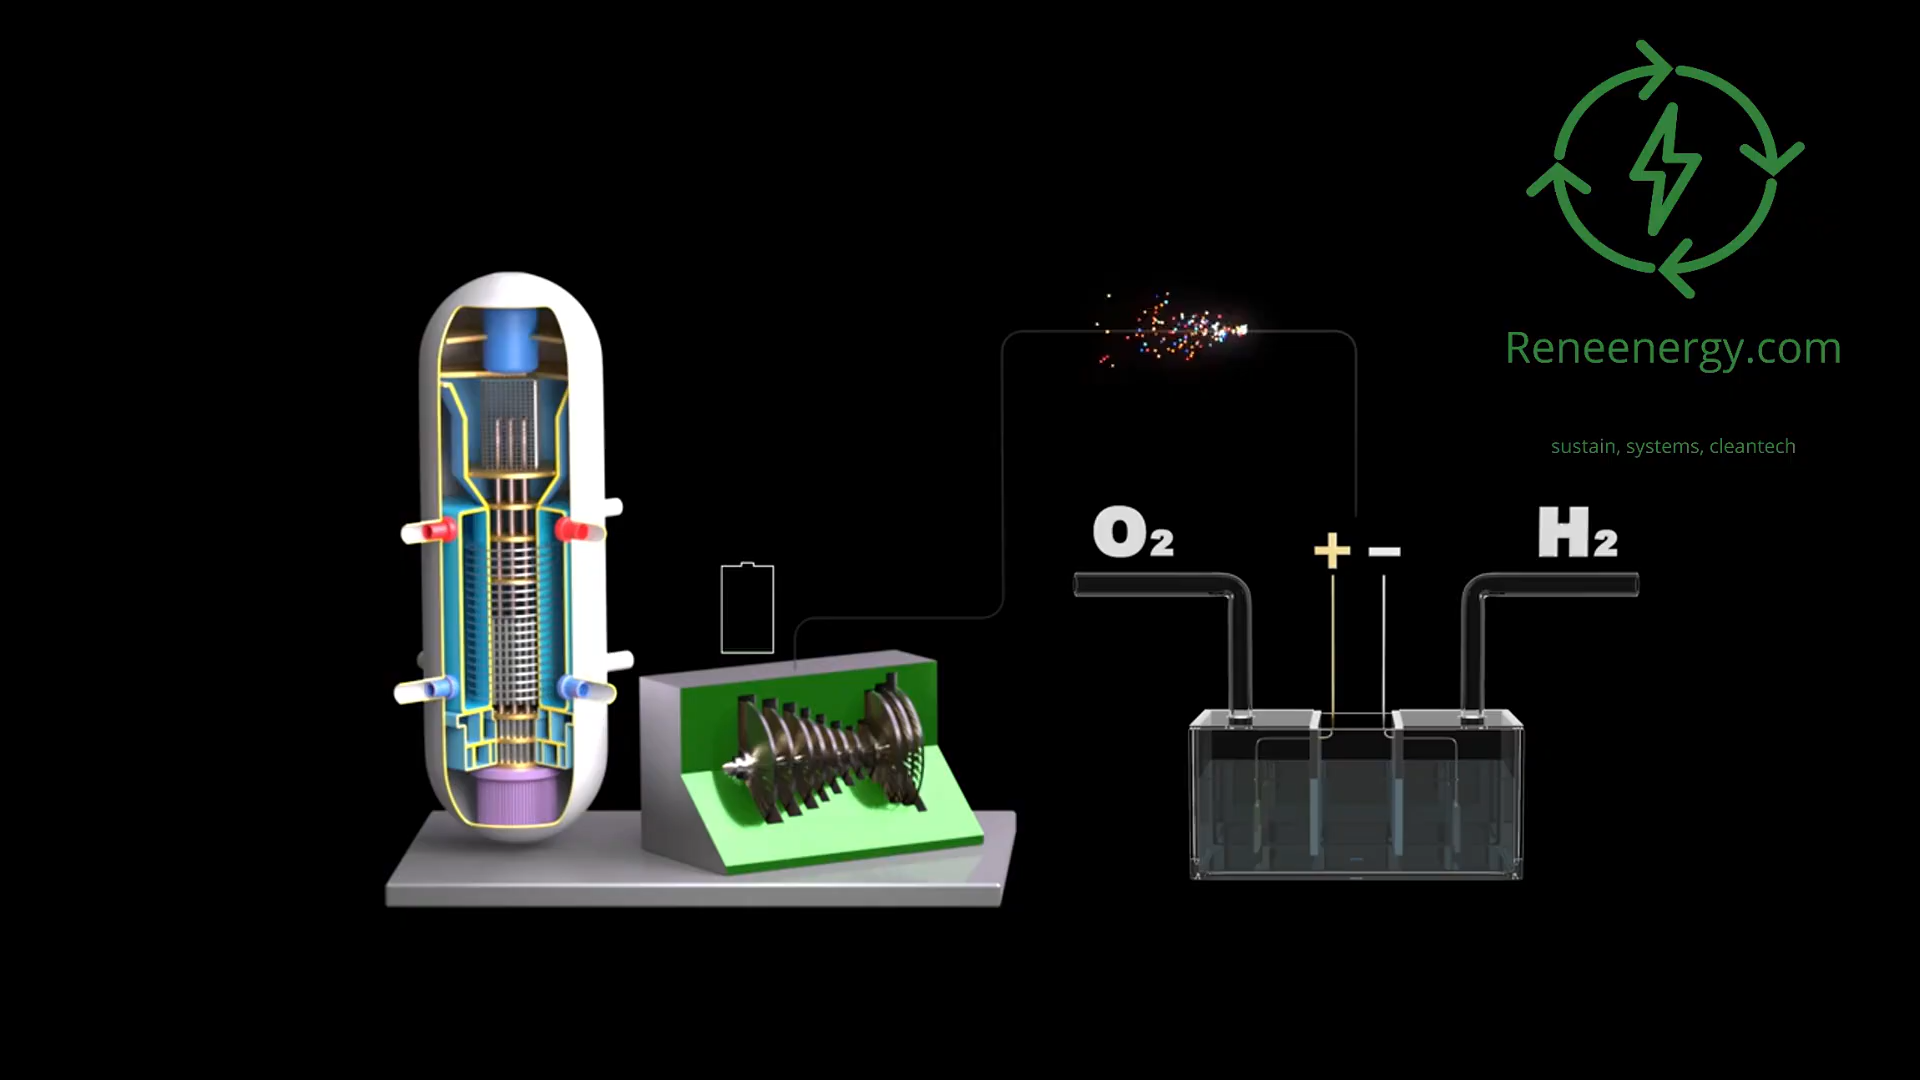 Reneenergy.com
sustain, systems, cleantech
O₂
+ −
H₂